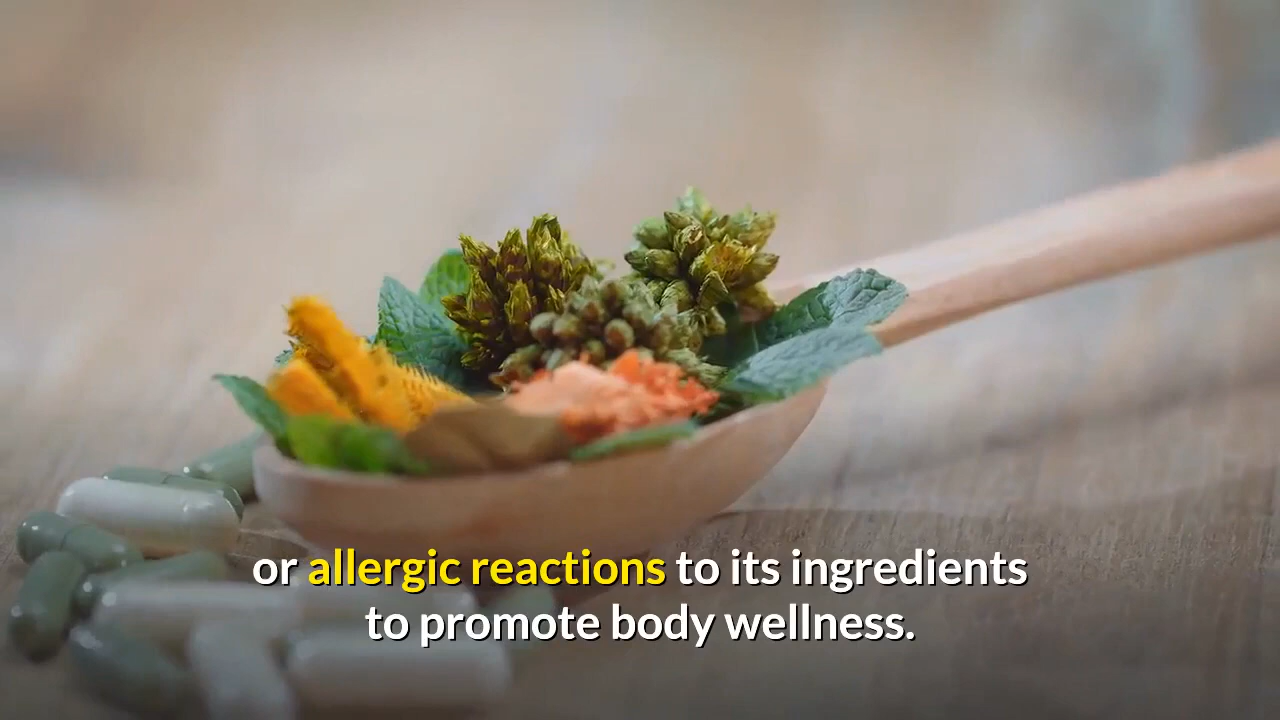 or allergic reactions to its ingredients
to promote body wellness.